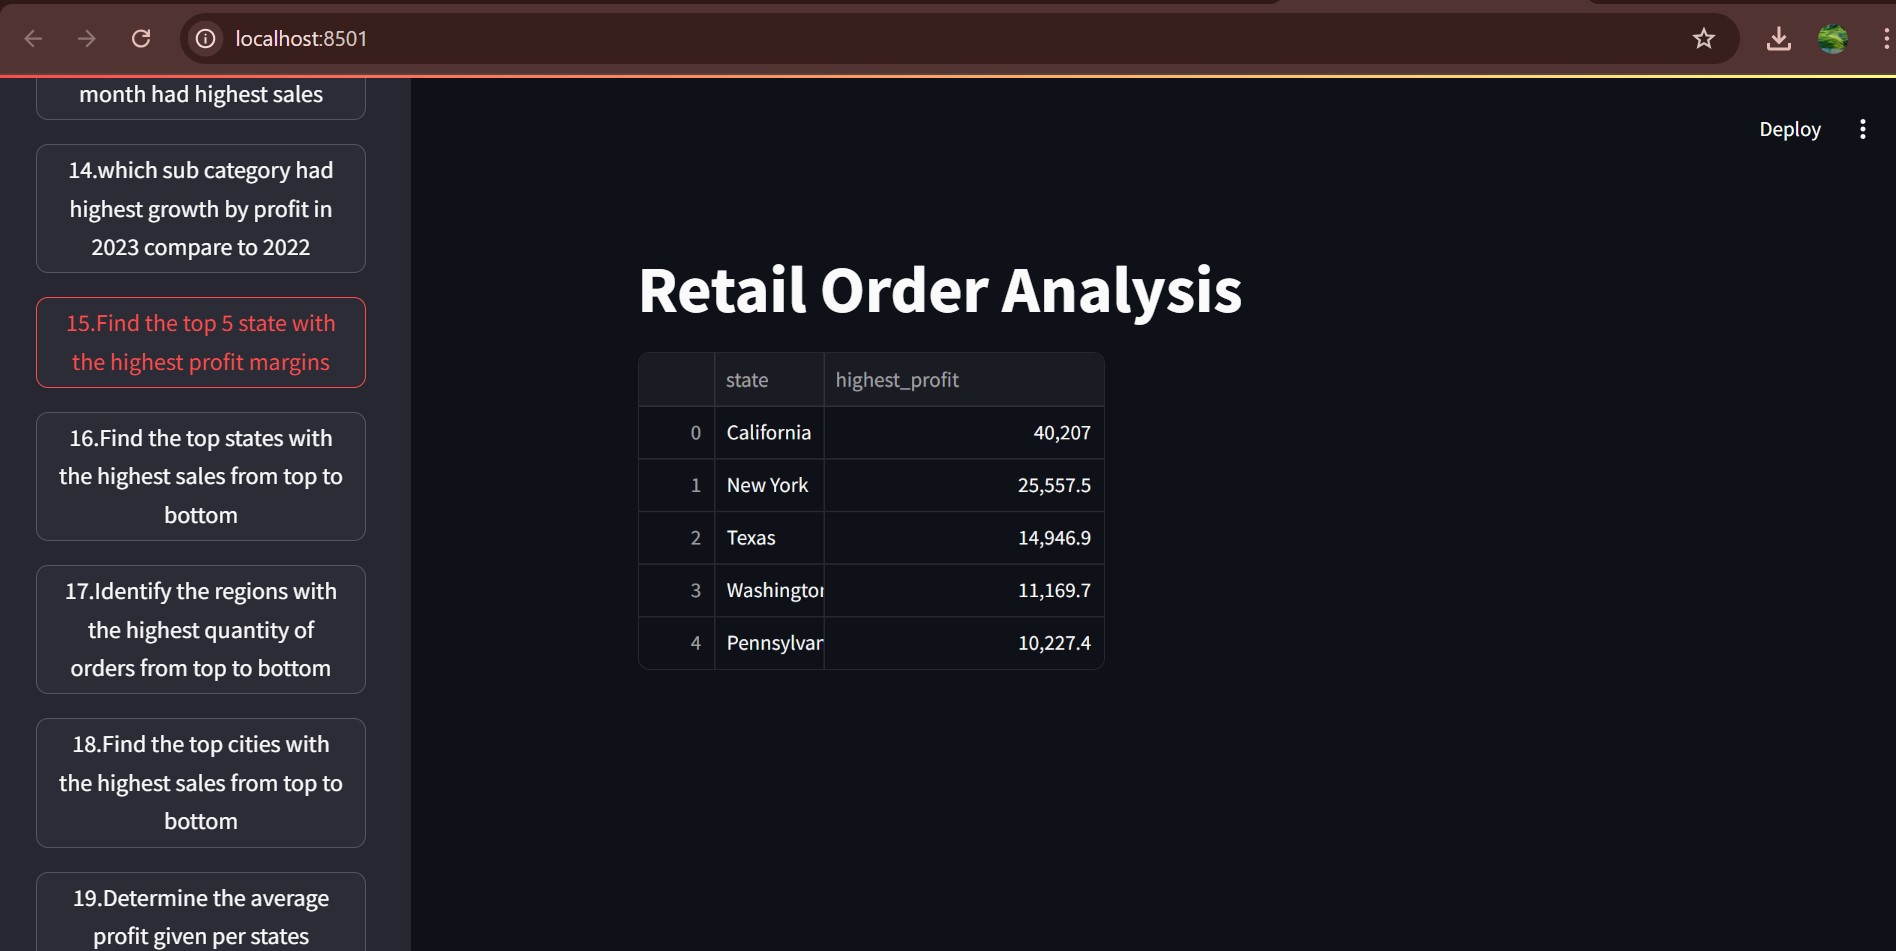 localhost:8501
month had highest sales
14.which sub category had
highest growth by profit in
2023 compare to 2022
15.Find the top 5 state with
the highest profit margins
16.Find the top states with
the highest sales from top to
bottom
17.Identify the regions with
the highest quantity of
orders from top to bottom
18.Find the top cities with
the highest sales from top to
bottom
19.Determine the average
profit given per states
Deploy
Retail Order Analysis
state highest_profit
0 California 40,207
1 New York 25,557.5
2 Texas 14,946.9
3 Washington 11,169.7
4 Pennsylvan 10,227.4